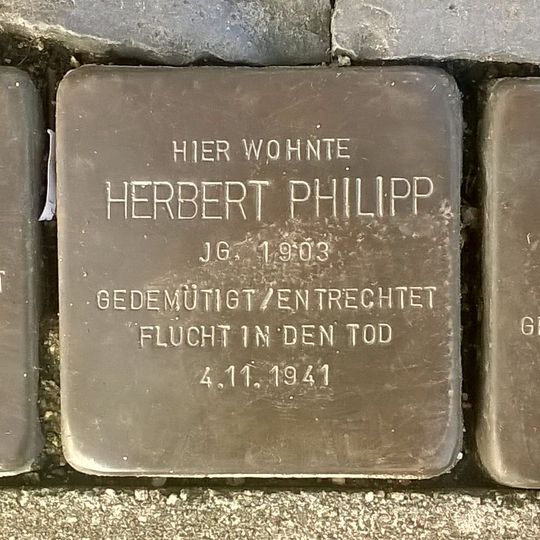 HIER WOHNTE
HERBERT PHILIPP
JG. 1903
GEDEMÜTIGT/ENTRECHTET
FLUCHT IN DEN TOD
4.11.1941